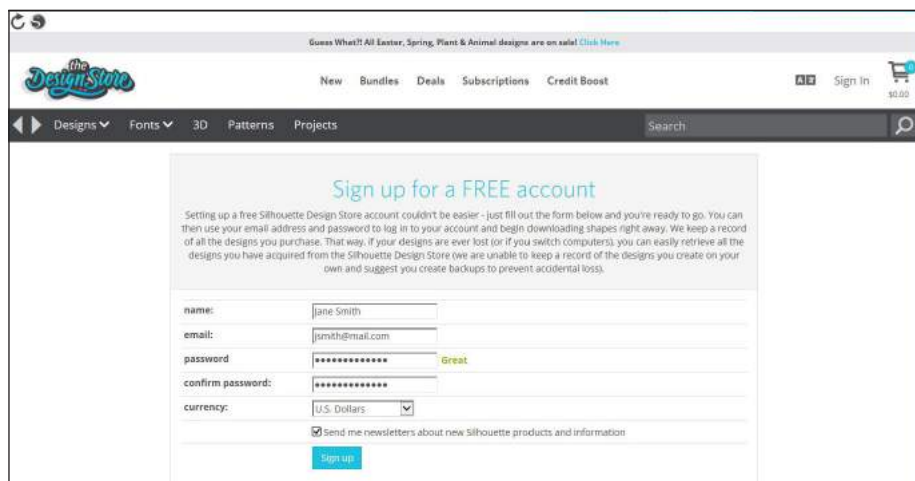 Guess What?! All Easter, Spring, Plant & Animal designs are on sale! Click Here
the
Design Store
New Bundles Deals Subscriptions Credit Boost
Sign In
0
$0.00
Designs Fonts 3D Patterns Projects
Search
Sign up for a FREE account
Setting up a free Silhouette Design Store account couldn't be easier - just fill out the form below and you're ready to go. You can
then use your email address and password to log in to your account and begin downloading shapes right away. We keep a record
of all the designs you purchase. That way, if your designs are ever lost (or if you switch computers), you can easily retrieve all the
designs you have acquired from the Silhouette Design Store (we are unable to keep a record of the designs you create on your
own and suggest you create backups to prevent accidental loss).
name: Jane Smith
email: jsmith@mail.com
password ••••••••••••• Great
confirm password: •••••••••••••
currency: U.S. Dollars
Send me newsletters about new Silhouette products and information
Sign up